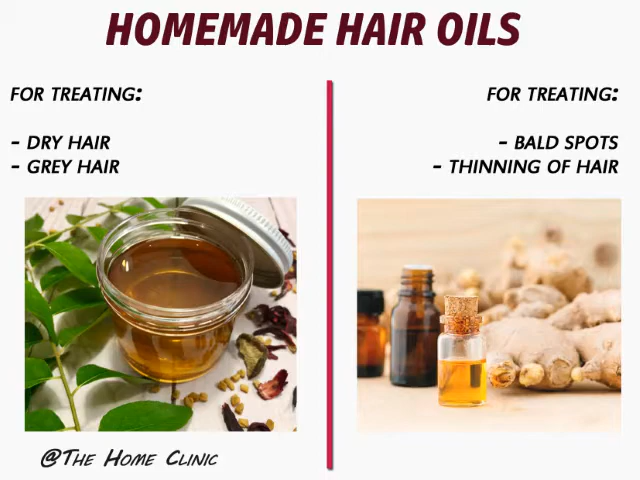 HOMEMADE HAIR OILS
FOR TREATING:
- DRY HAIR
- GREY HAIR
FOR TREATING:
- BALD SPOTS
- THINNING OF HAIR
@THE HOME CLINIC